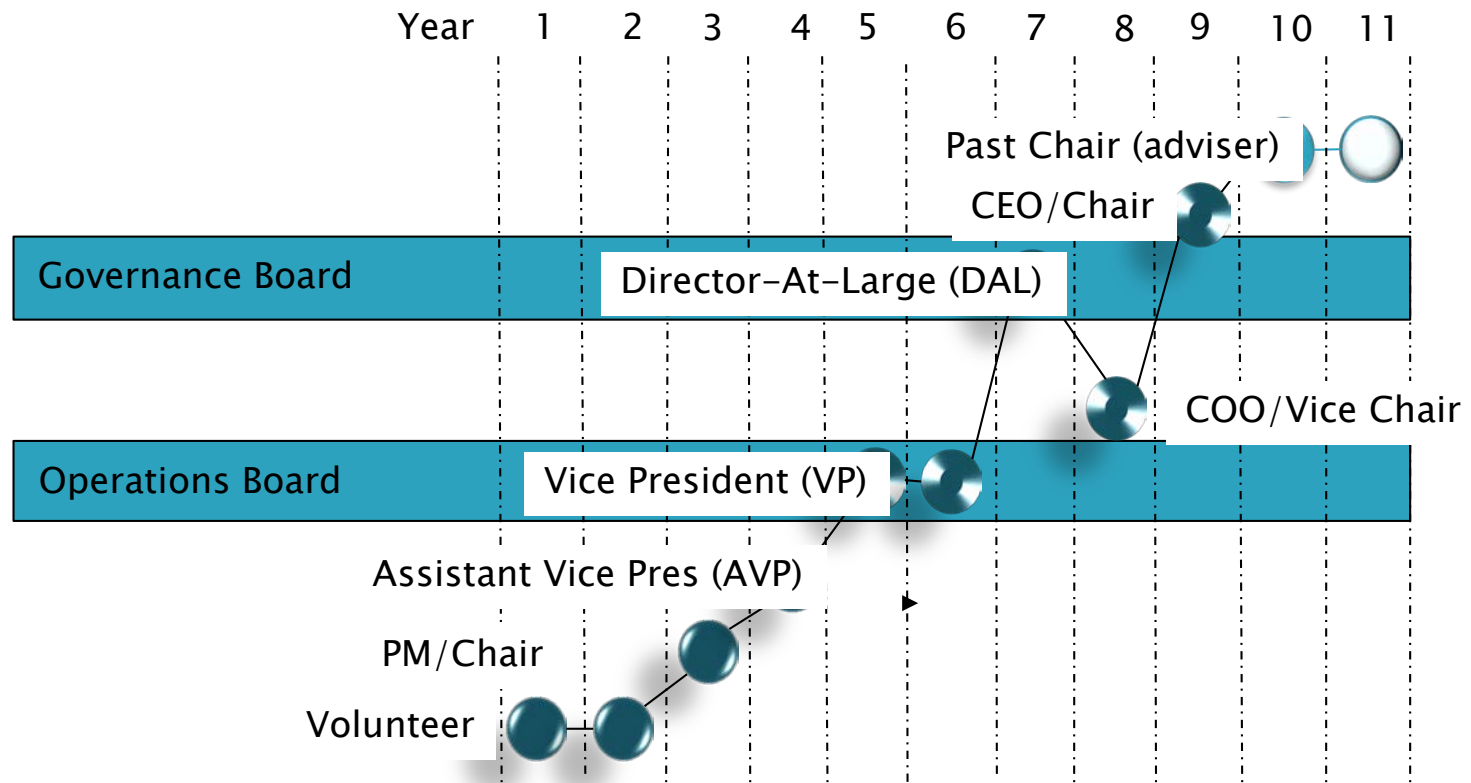 Year 1 2 3 4 5 6 7 8 9 10 11
Past Chair (adviser)
CEO/Chair
Governance Board
Director-At-Large (DAL)
COO/Vice Chair
Operations Board
Vice President (VP)
Assistant Vice Pres (AVP)
PM/Chair
Volunteer